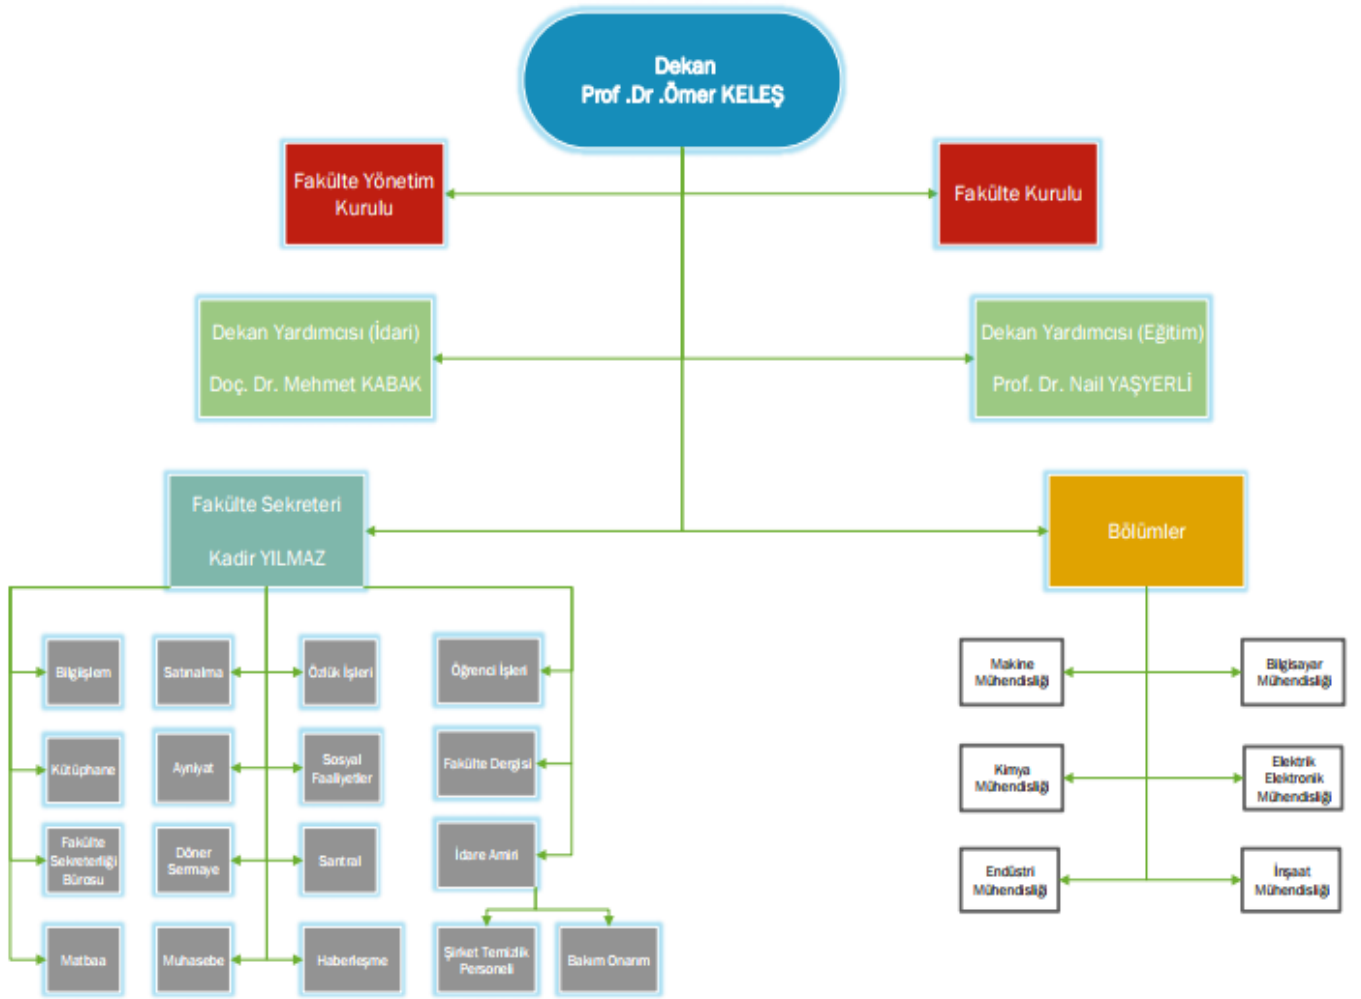 Dekan
Prof .Dr .Ömer KELEŞ
Fakülte Yönetim
Kurulu
Fakülte Kurulu
Dekan Yardımcısı (İdari)
Doç. Dr. Mehmet KABAK
Dekan Yardımcısı (Eğitim)
Prof. Dr. Nail YAŞYERLİ
Fakülte Sekreteri
Kadir YILMAZ
Bölümler
Bilgiişlem
Satınalma
Özlük İşleri
Öğrenci İşleri
Kütüphane
Ayniyat
Sosyal
Faaliyetler
Fakülte Dergisi
Fakülte
Sekreterliği
Bürosu
Döner
Sermaye
Santral
İdare Amiri
Matbaa
Muhasebe
Haberleşme
Şirket Temizlik
Personeli
Bakım Onarım
Makine
Mühendisliği
Bilgisayar
Mühendisliği
Kimya
Mühendisliği
Elektrik
Elektronik
Mühendisliği
Endüstri
Mühendisliği
İnşaat
Mühendisliği